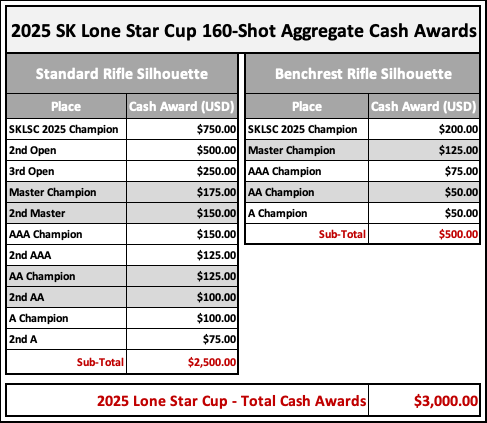 2025 SK Lone Star Cup 160-Shot Aggregate Cash Awards
Standard Rifle Silhouette
Place Cash Award (USD)
SKLSC 2025 Champion $750.00
2nd Open $500.00
3rd Open $250.00
Master Champion $175.00
2nd Master $150.00
AAA Champion $150.00
2nd AAA $125.00
AA Champion $125.00
2nd AA $100.00
A Champion $100.00
2nd A $75.00
Sub-Total $2,500.00
Benchrest Rifle Silhouette
Place Cash Award (USD)
SKLSC 2025 Champion $200.00
Master Champion $125.00
AAA Champion $75.00
AA Champion $50.00
A Champion $50.00
Sub-Total $500.00
2025 Lone Star Cup - Total Cash Awards $3,000.00